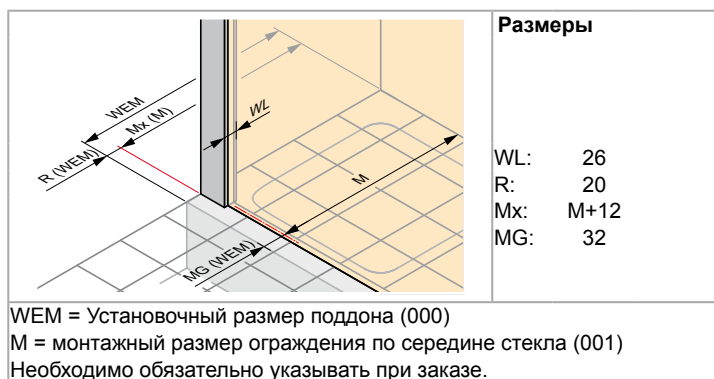 Размеры
WEM
Mx (M)
R (WEM)
WL
M
MG (WEM)
WL: 26
R: 20
Mx: M+12
MG: 32
WEM = Установочный размер поддона (000)
M = монтажный размер ограждения по середине стекла (001)
Необходимо обязательно указывать при заказе.